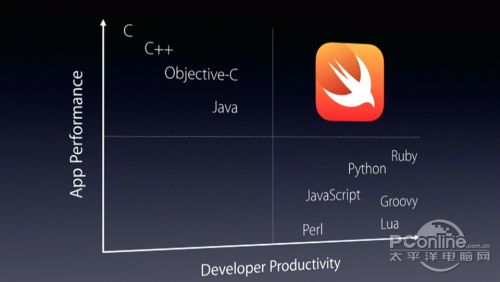 C
C++
Objective-C
Java
App Performance
Ruby
Python
JavaScript
Groovy
Perl
Lua
Developer Productivity
PConline.com.cn
太平洋电脑网